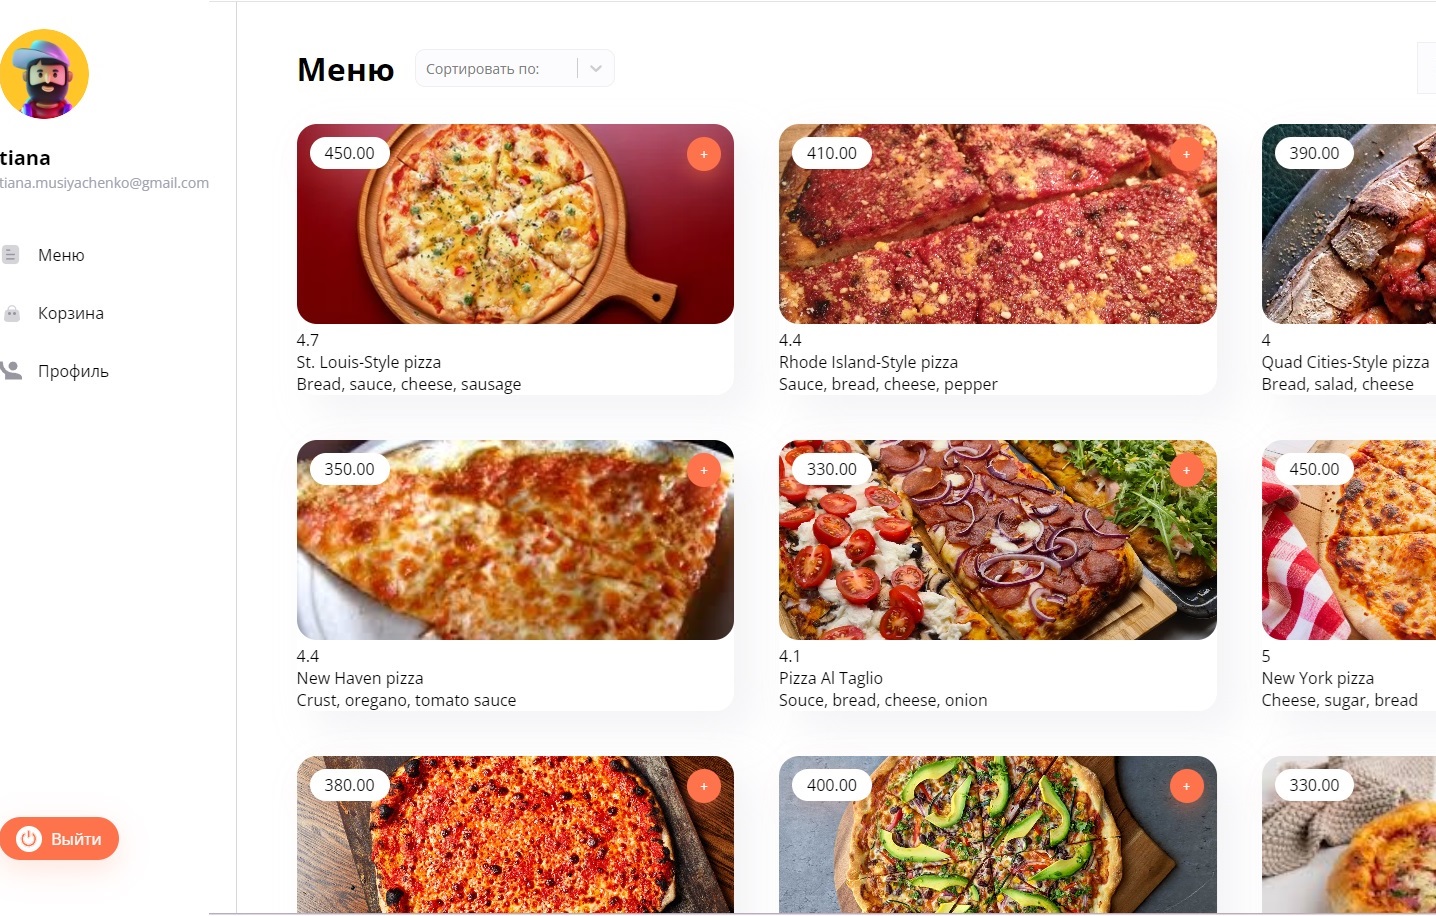 tiana
tiana.musiyachenko@gmail.com
Меню
Корзина
Профиль
Выйти
Меню
Сортировать по:
450.00
+
4.7
St. Louis-Style pizza
Bread, sauce, cheese, sausage
410.00
+
4.4
Rhode Island-Style pizza
Sauce, bread, cheese, pepper
390.00
4
Quad Cities-Style pizza
Bread, salad, cheese
350.00
+
4.4
New Haven pizza
Crust, oregano, tomato sauce
330.00
+
4.1
Pizza Al Taglio
Souce, bread, cheese, onion
450.00
5
New York pizza
Cheese, sugar, bread
380.00
+
400.00
+
330.00